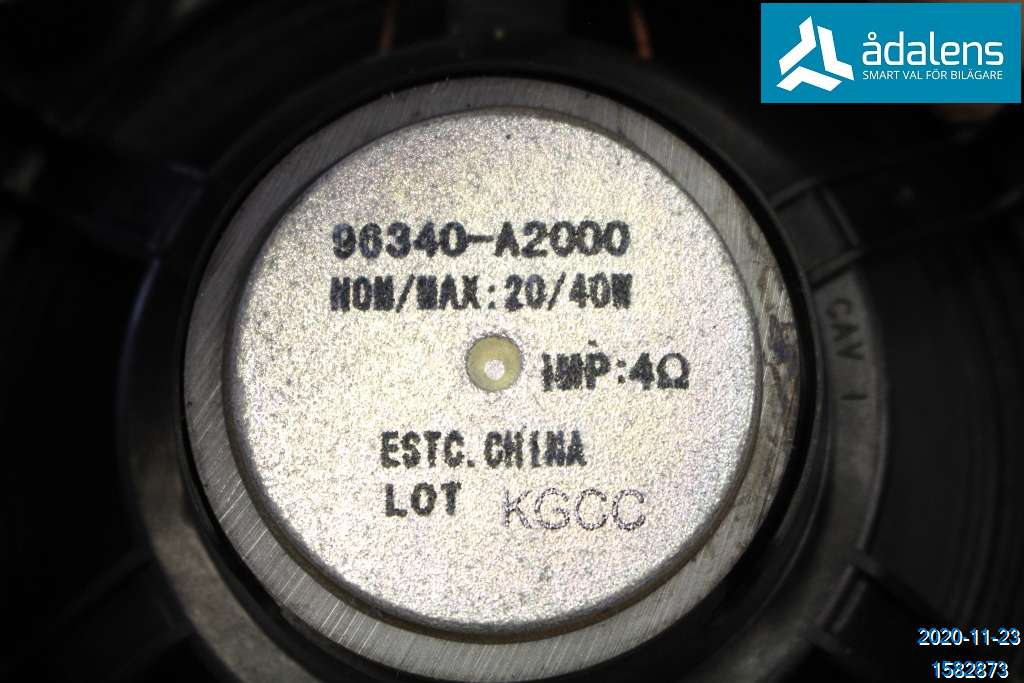 ådalens
SMART VAL FÖR BILÄGARE
96340-A2000
NOM/MAX:20/40W
IMP:4Ω
CAV 1
ESTC.CHINA
LOT KGCC
2020-11-23
1582873